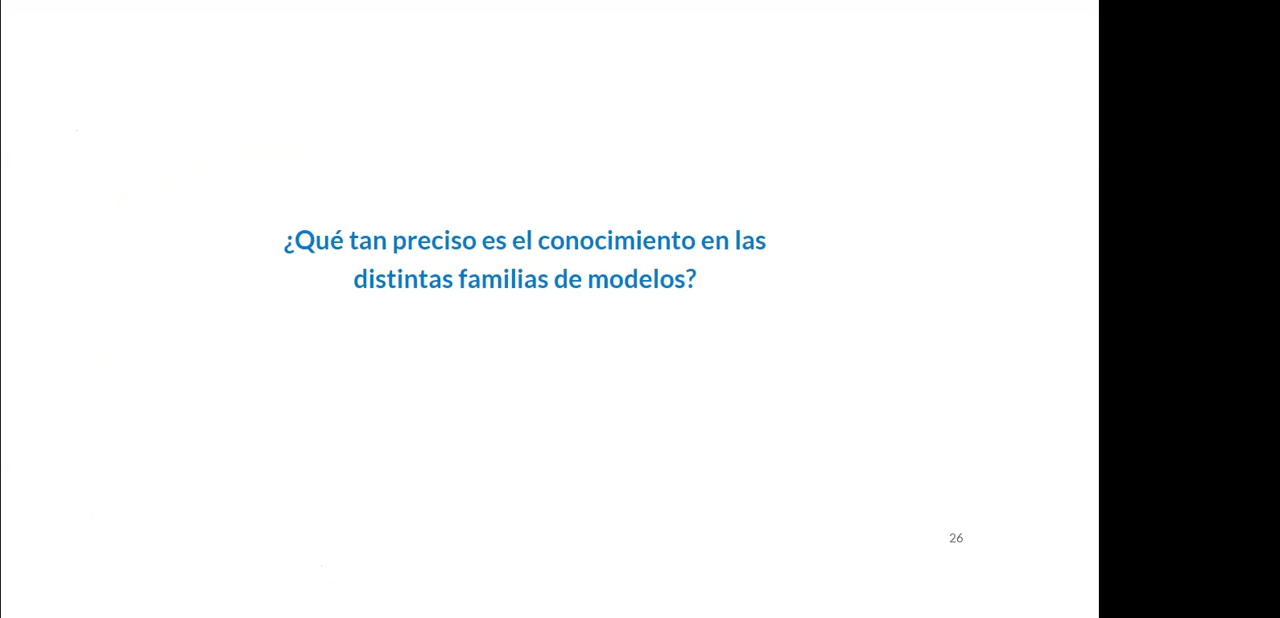 ¿Qué tan preciso es el conocimiento en las
distintas familias de modelos?
26